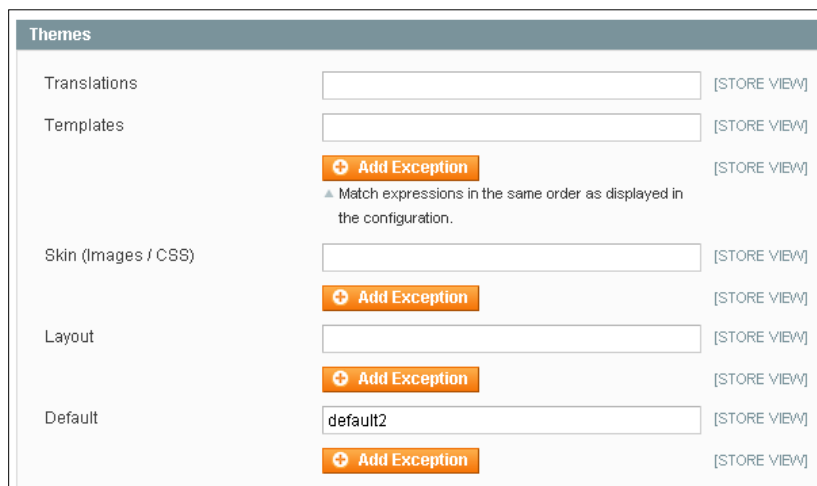 Themes
Translations [STORE VIEW]
Templates [STORE VIEW]
Add Exception [STORE VIEW]
Match expressions in the same order as displayed in
the configuration.
Skin (Images / CSS) [STORE VIEW]
Add Exception [STORE VIEW]
Layout [STORE VIEW]
Add Exception [STORE VIEW]
Default default2 [STORE VIEW]
Add Exception [STORE VIEW]